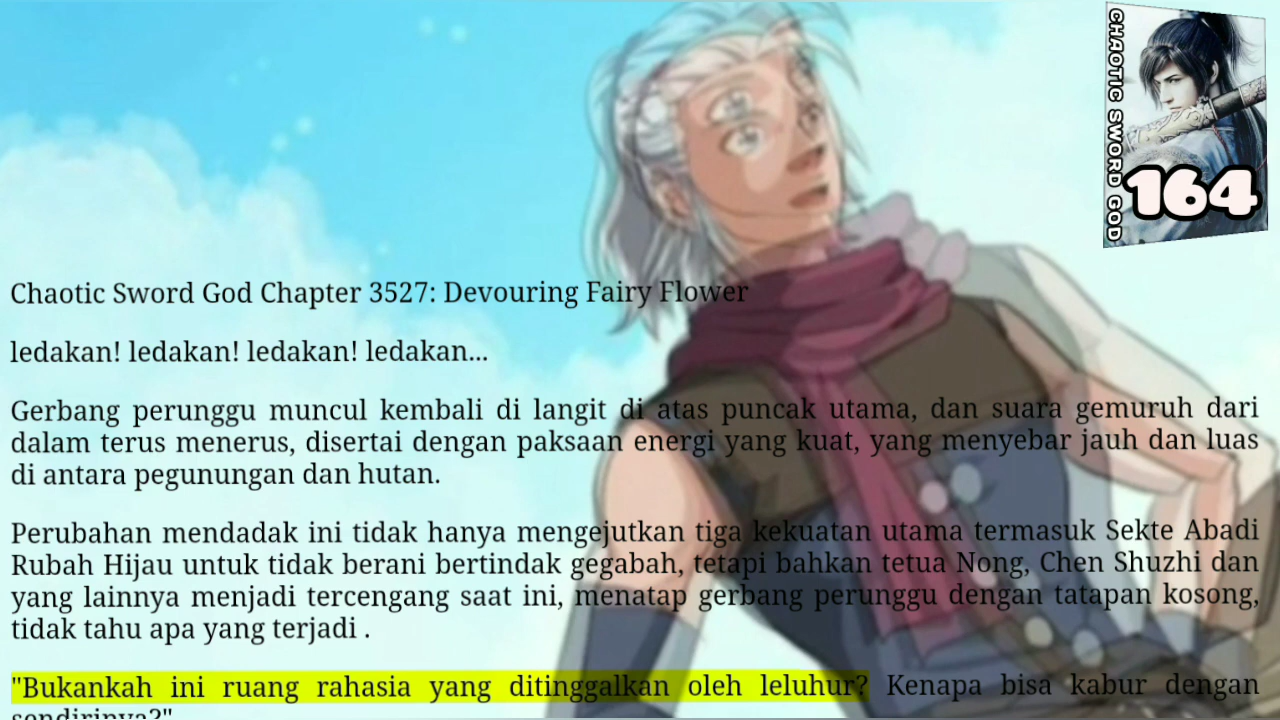 CHAOTIC SWORD GOD
164
Chaotic Sword God Chapter 3527: Devouring Fairy Flower
ledakan! ledakan! ledakan! ledakan...
Gerbang perunggu muncul kembali di langit di atas puncak utama, dan suara gemuruh dari
dalam terus menerus, disertai dengan paksaan energi yang kuat, yang menyebar jauh dan luas
di antara pegunungan dan hutan.
Perubahan mendadak ini tidak hanya mengejutkan tiga kekuatan utama termasuk Sekte Abadi
Rubah Hijau untuk tidak berani bertindak gegabah, tetapi bahkan tetua Nong, Chen Shuzhi dan
yang lainnya menjadi tercengang saat ini, menatap gerbang perunggu dengan tatapan kosong,
tidak tahu apa yang terjadi .
"Bukankah ini ruang rahasia yang ditinggalkan oleh leluhur? Kenapa bisa kabur dengan
sendirinya?"